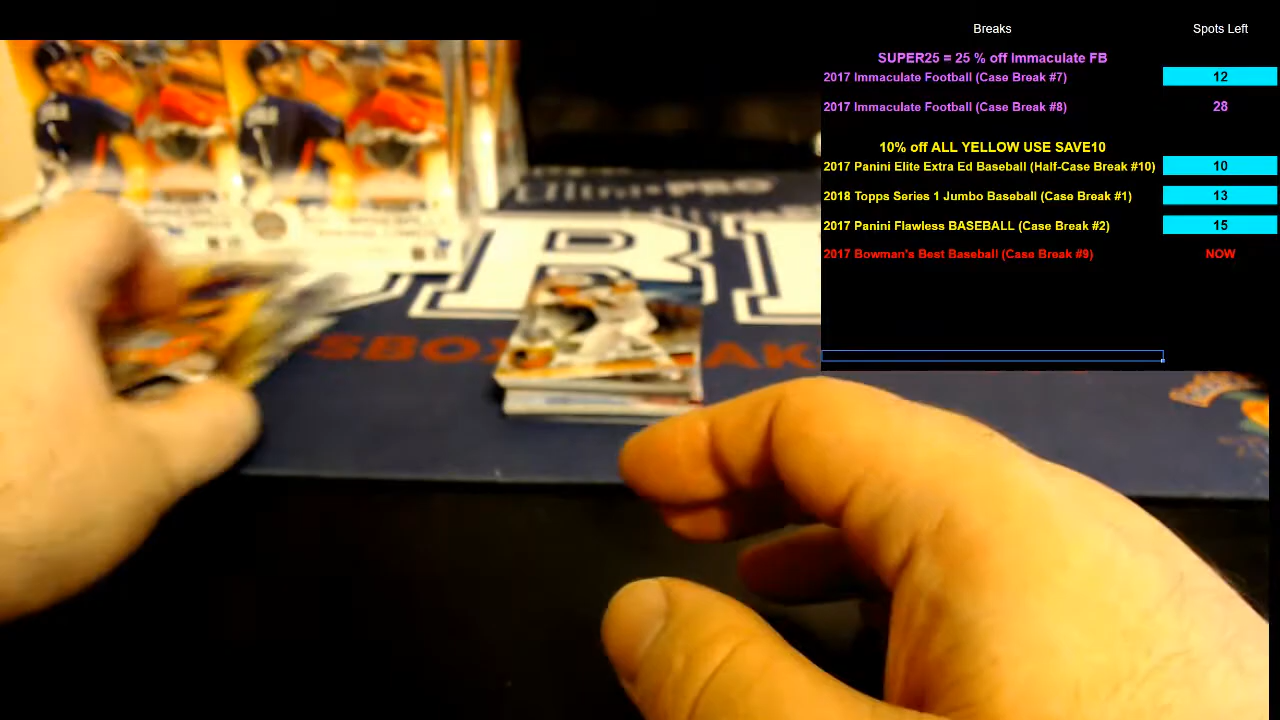 Breaks Spots Left
SUPER25 = 25 % off Immaculate FB
2017 Immaculate Football (Case Break #7) 12
2017 Immaculate Football (Case Break #8) 28
10% off ALL YELLOW USE SAVE10
2017 Panini Elite Extra Ed Baseball (Half-Case Break #10) 10
2018 Topps Series 1 Jumbo Baseball (Case Break #1) 13
2017 Panini Flawless BASEBALL (Case Break #2) 15
2017 Bowman's Best Baseball (Case Break #9) NOW
Ultra PRO